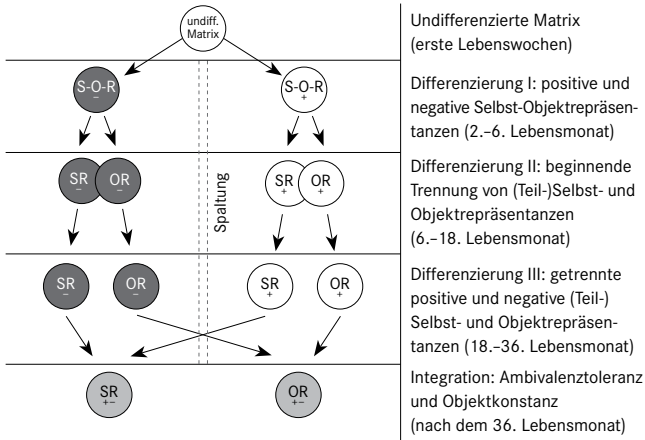 undiff.
Matrix
Undifferenzierte Matrix
(erste Lebenswochen)
S-O-R
–
S-O-R
+
Differenzierung I: positive und
negative Selbst-Objektrepräsen-
tanzen (2.–6. Lebensmonat)
SR
–
OR
–
Spaltung
SR
+
OR
+
Differenzierung II: beginnende
Trennung von (Teil-)Selbst- und
Objektrepräsentanzen
(6.–18. Lebensmonat)
SR
–
OR
–
SR
+
OR
+
Differenzierung III: getrennte
positive und negative (Teil-)
Selbst- und Objektrepräsen-
tanzen (18.–36. Lebensmonat)
SR
+–
OR
+–
Integration: Ambivalenztoleranz
und Objektkonstanz
(nach dem 36. Lebensmonat)